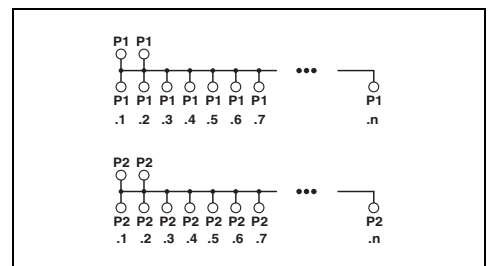 P1 P1
P1 P1 P1 P1 P1 P1 P1 P1
.1 .2 .3 .4 .5 .6 .7 .n
P2 P2
P2 P2 P2 P2 P2 P2 P2 P2
.1 .2 .3 .4 .5 .6 .7 .n